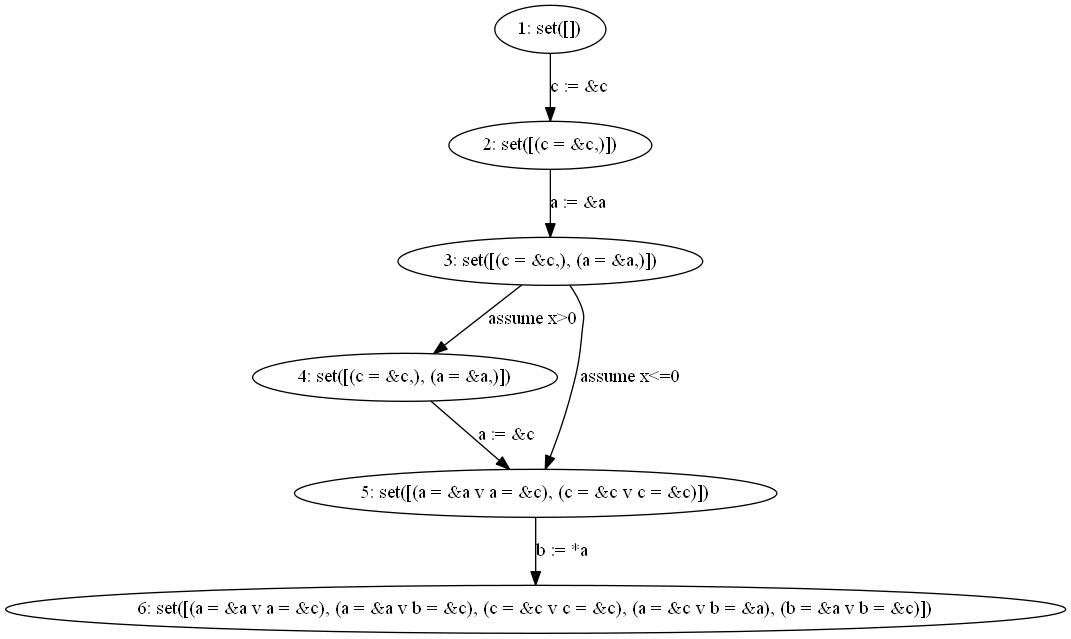 1: set([])
c := &c
2: set([(c = &c,)])
a := &a
3: set([(c = &c,), (a = &a,)])
assume x>0
4: set([(c = &c,), (a = &a,)])
assume x<=0
a := &c
5: set([(a = &a v a = &c), (c = &c v c = &c)])
b := *a
6: set([(a = &a v a = &c), (a = &a v b = &c), (c = &c v c = &c), (a = &c v b = &a), (b = &a v b = &c)])